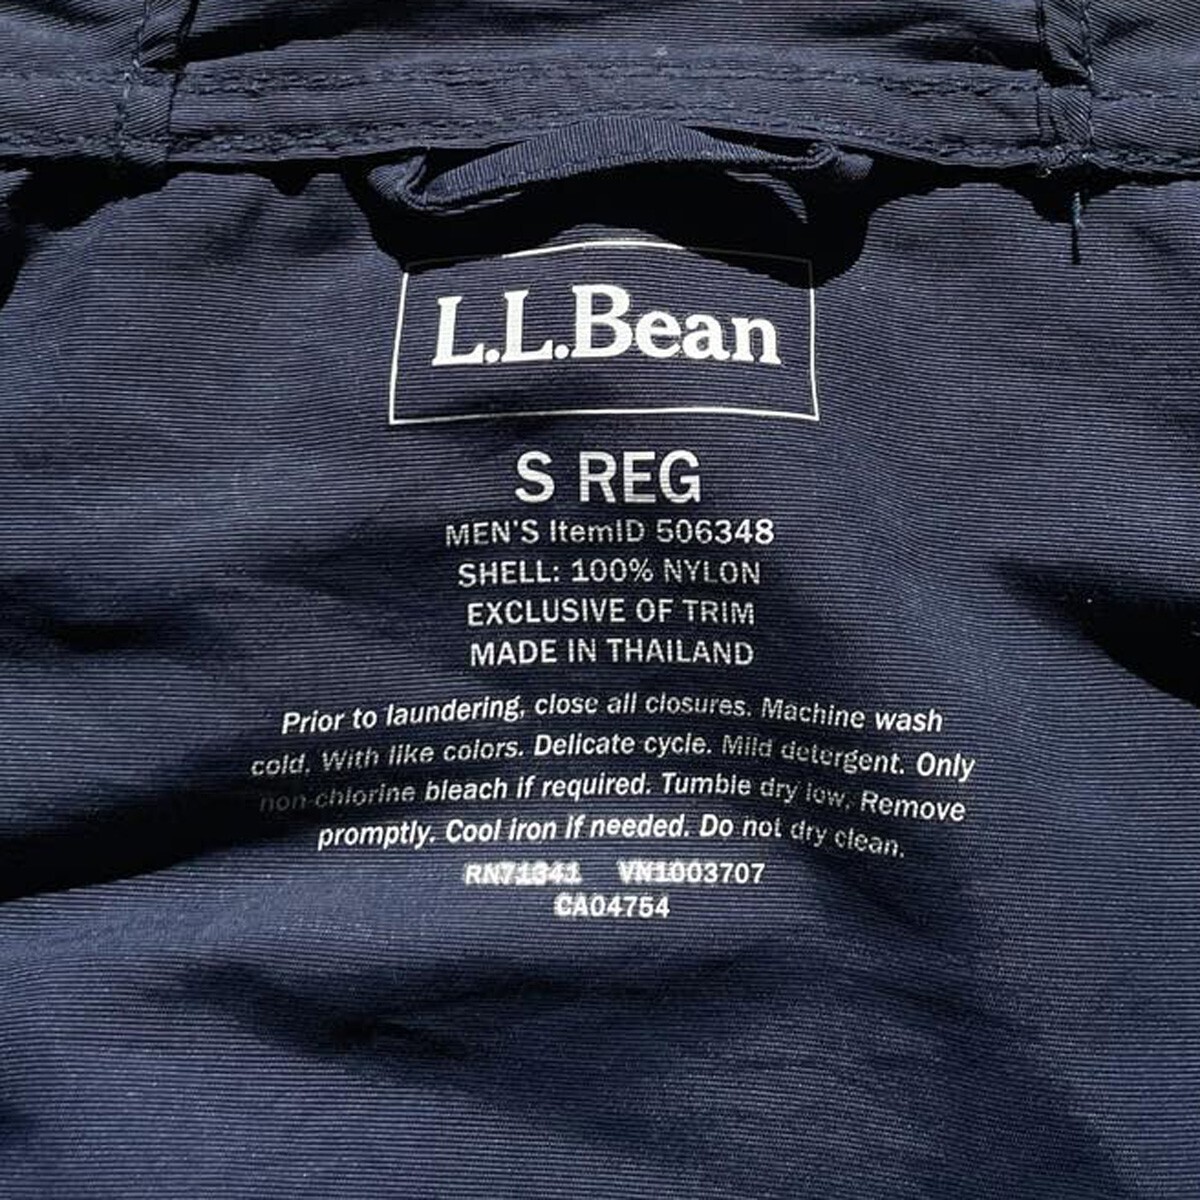 L.L.Bean
S REG
MEN'S ItemID 506348
SHELL: 100% NYLON
EXCLUSIVE OF TRIM
MADE IN THAILAND
Prior to laundering, close all closures. Machine wash
cold. With like colors. Delicate cycle. Mild detergent. Only
non-chlorine bleach if required. Tumble dry low. Remove
promptly. Cool iron if needed. Do not dry clean.
RN71341 VN1003707
CA04754